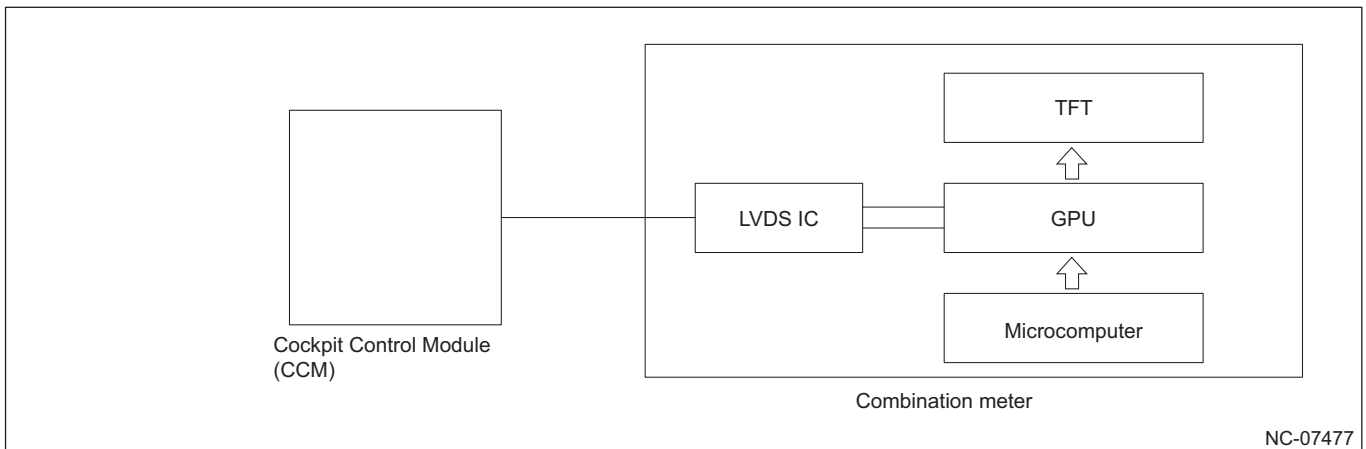 TFT
LVDS IC
GPU
Microcomputer
Cockpit Control Module
(CCM)
Combination meter
NC-07477